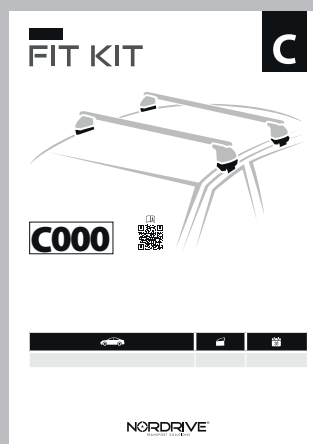 FIT KIT
C
C000
NORDRIVE
TRANSPORT SOLUTIONS